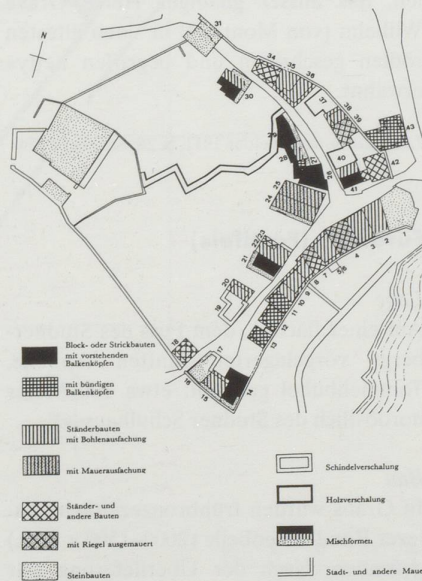 N
31
30
34
35
36
37
38
39
40
41
42
43
29
28
27
26
25
24
23
22
21
20
19
18
17
16
15
14
13
12
11
10
9
8
7
6
5
4
3
2
1
Block- oder Strickbauten
mit vorstehenden
Balkenköpfen
mit bündigen
Balkenköpfen
Ständerbauten
mit Bohlenausfachung
mit Mauerausfachung
Ständer- und
andere Bauten
mit Riegel ausgemauert
Steinbauten
Schindelverschalung
Holzverschalung
Mischformen
Stadt- und andere Mauern